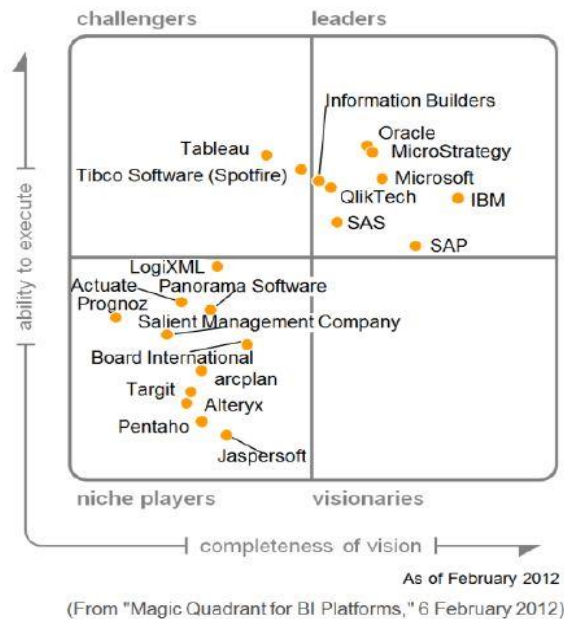 challengers
leaders
Information Builders
Oracle
Tableau
MicroStrategy
Tibco Software (Spotfire)
Microsoft
QlikTech
IBM
SAS
SAP
ability to execute
LogiXML
Actuate
Panorama Software
Prognoz
Salient Management Company
Board International
arcplan
Targit
Alteryx
Pentaho
Jaspersoft
niche players
visionaries
completeness of vision
As of February 2012
(From "Magic Quadrant for BI Platforms," 6 February 2012)